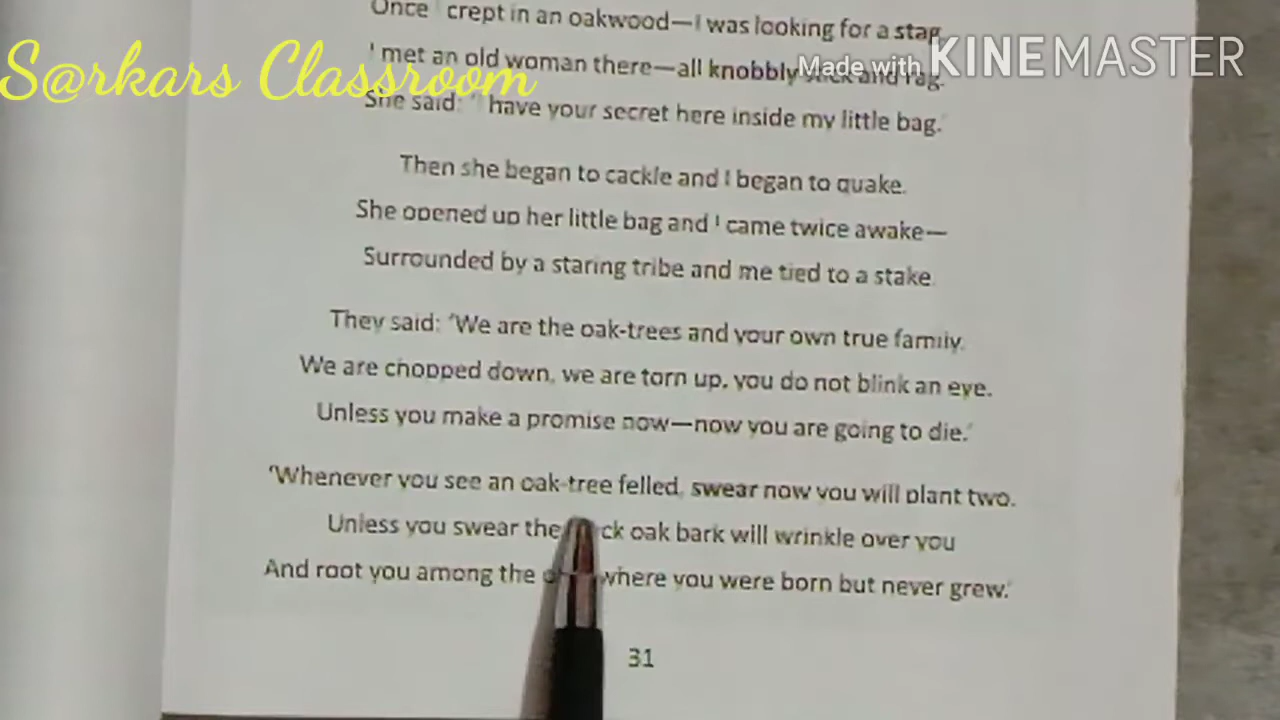 Once I crept in an oakwood—I was looking for a stag.
I met an old woman there—all knobbly stick and rag.
She said: 'I have your secret here inside my little bag.'
Then she began to cackle and I began to quake.
She opened up her little bag and I came twice awake—
Surrounded by a staring tribe and me tied to a stake.
They said: 'We are the oak-trees and your own true family.
We are chopped down, we are torn up, you do not blink an eye.
Unless you make a promise now—now you are going to die.'
'Whenever you see an oak-tree felled, swear now you will plant two.
Unless you swear the ck oak bark will wrinkle over you
And root you among the where you were born but never grew.'
31
S@rkars Classroom
Made with KINEMASTER